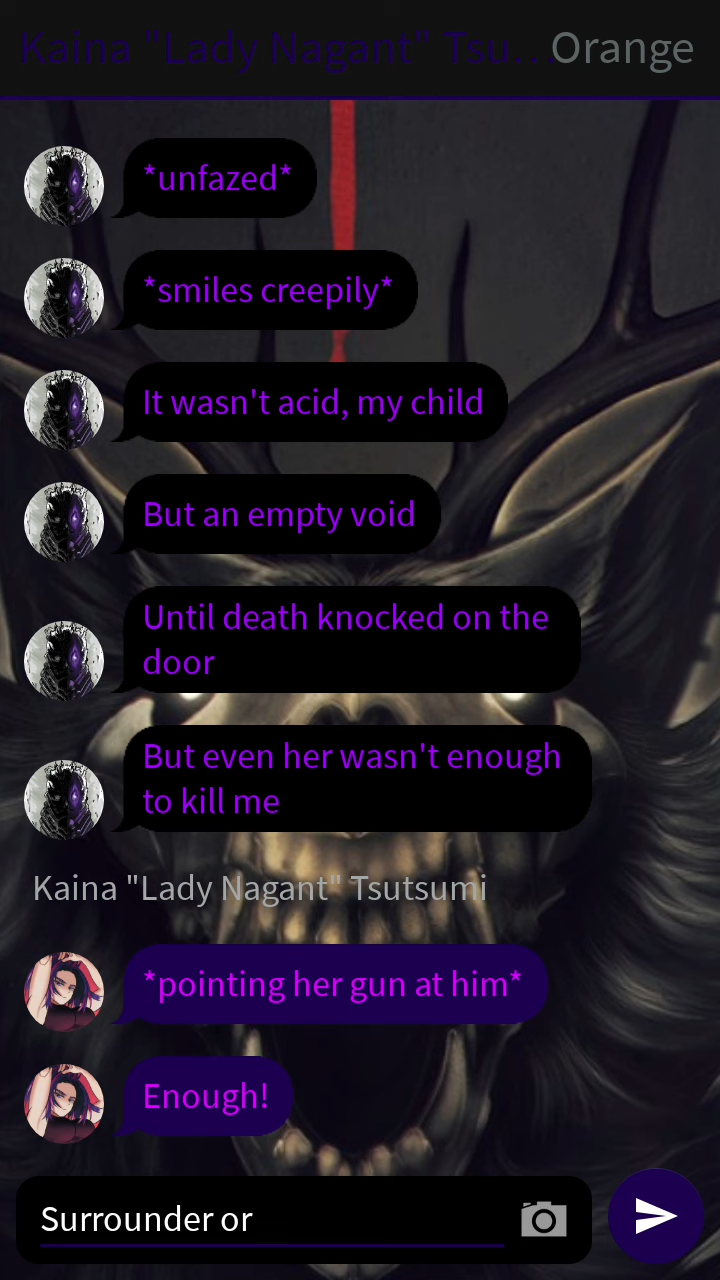 Kaina "Lady Nagant" Tsu... Orange
*unfazed*
*smiles creepily*
It wasn't acid, my child
But an empty void
Until death knocked on the
door
But even her wasn't enough
to kill me
Kaina "Lady Nagant" Tsutsumi
*pointing her gun at him*
Enough!
Surrounder or